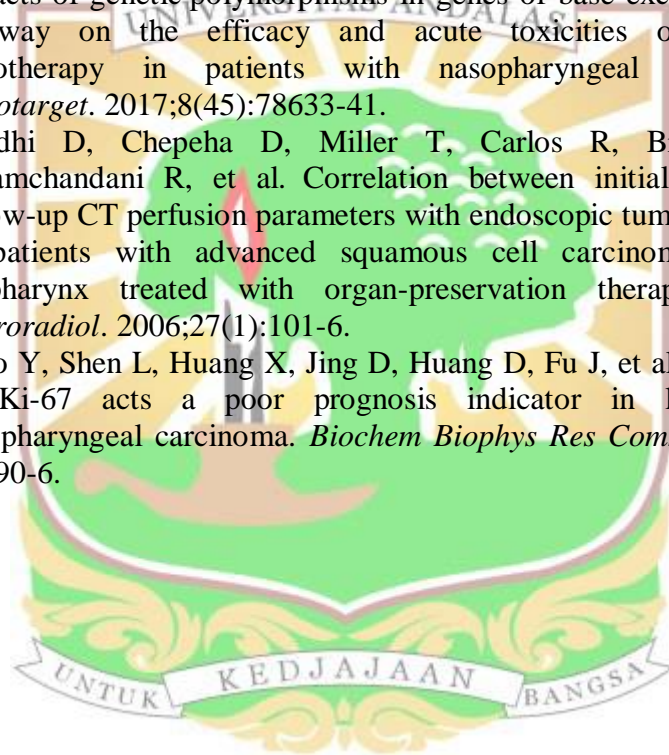 acts of genetic polymorphisms in genes of base exc
UNIVERSITAS ANDALAS
way on the efficacy and acute toxicities o
otherapy in patients with nasopharyngeal
otarget. 2017;8(45):78633-41.
dhi D, Chepeha D, Miller T, Carlos R, B
amchandani R, et al. Correlation between initial
ow-up CT perfusion parameters with endoscopic tum
patients with advanced squamous cell carcinom
pharynx treated with organ-preservation therap
roradiol. 2006;27(1):101-6.
o Y, Shen L, Huang X, Jing D, Huang D, Fu J, et al
Ki-67 acts a poor prognosis indicator in l
pharyngeal carcinoma. Biochem Biophys Res Com
90-6.
UNTUK KEDJAJAAN BANGSA